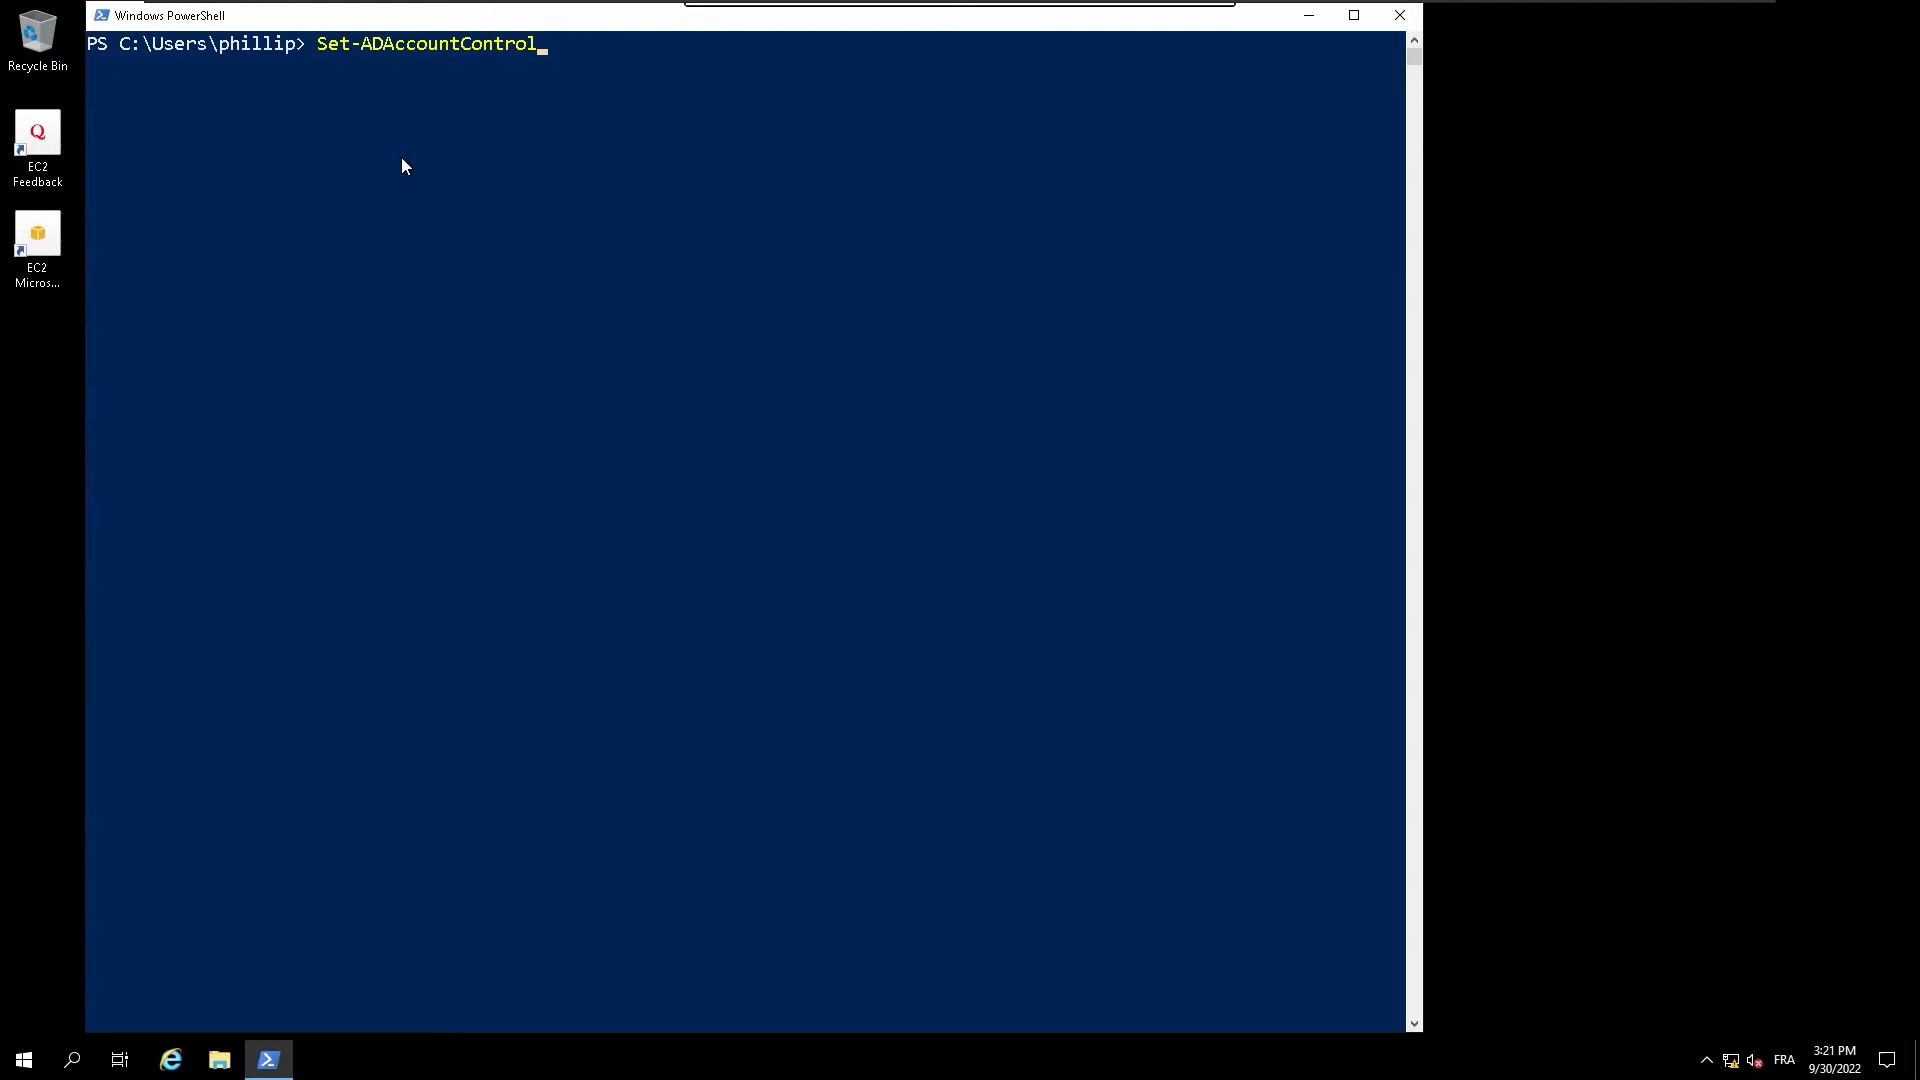 Windows PowerShell
PS C:\Users\phillip> Set-ADAccountControl
Recycle Bin
Q
EC2
Feedback
EC2
Micros...
FRA
3:21 PM
9/30/2022